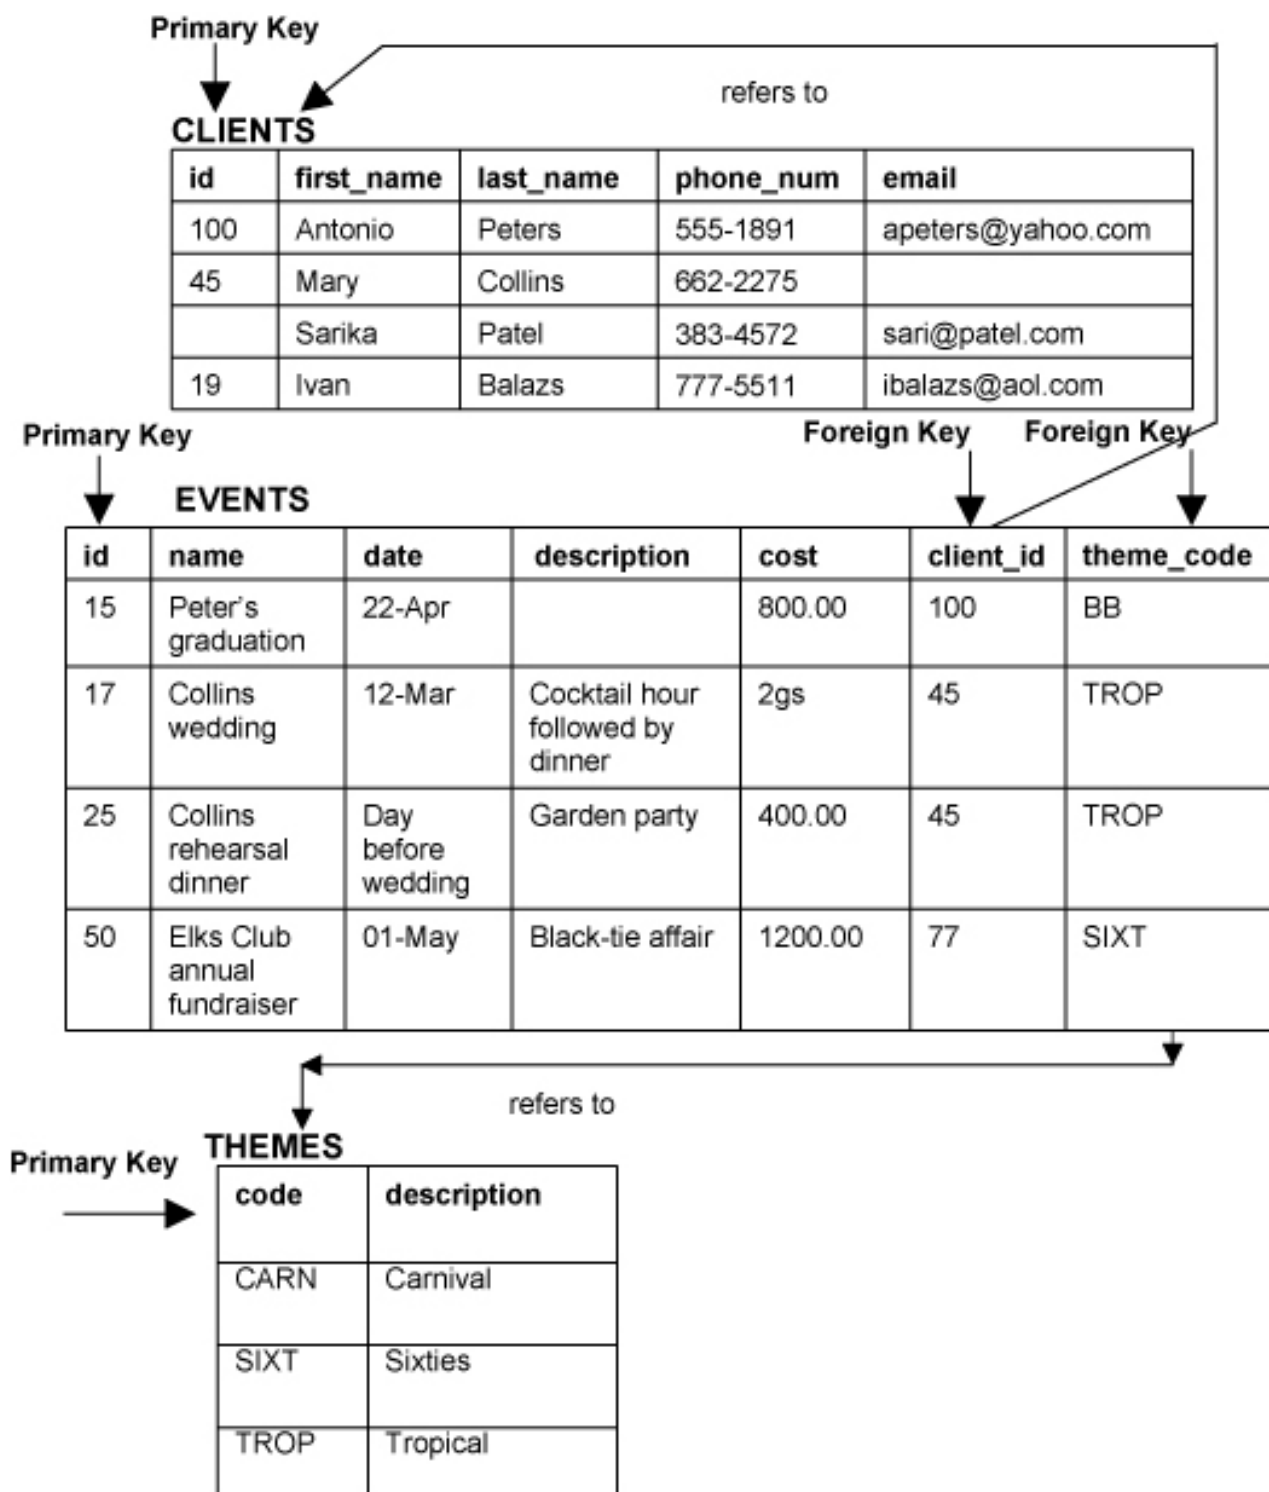 Primary Key
refers to
CLIENTS
id first_name last_name phone_num email
100 Antonio Peters 555-1891 apeters@yahoo.com
45 Mary Collins 662-2275
Sarika Patel 383-4572 sari@patel.com
19 Ivan Balazs 777-5511 ibalazs@aol.com
Primary Key Foreign Key Foreign Key
EVENTS
id name date description cost client_id theme_code
15 Peter's 22-Apr 800.00 100 BB
graduation
17 Collins 12-Mar Cocktail hour 2gs 45 TROP
wedding followed by
dinner
25 Collins Day Garden party 400.00 45 TROP
rehearsal before
dinner wedding
50 Elks Club 01-May Black-tie affair 1200.00 77 SIXT
annual
fundraiser
refers to
THEMES
Primary Key
code description
CARN Carnival
SIXT Sixties
TROP Tropical